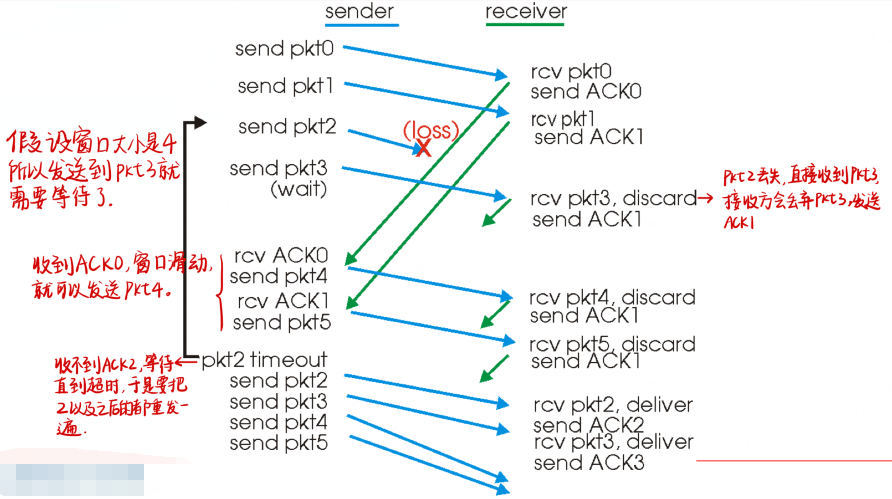 sender
receiver
send pkt0
send pkt1
send pkt2
send pkt3
(wait)
(loss)
rcv pkt0
send ACK0
rcv pkt1
send ACK1
rcv pkt3, discard
send ACK1
假设窗口大小是4
所以发送到pkt3就
需要等待了.
pkt2丢失,直接收到pkt3,
接收方会丢弃pkt3,发送
ACK1
收到ACK0,窗口滑动,
就可以发送pkt4。
rcv ACK0
send pkt4
rcv ACK1
send pkt5
rcv pkt4, discard
send ACK1
rcv pkt5, discard
send ACK1
收不到ACK2,等待
直到超时,于是要把
2以及之后的都重发一
遍.
pkt2 timeout
send pkt2
send pkt3
send pkt4
send pkt5
rcv pkt2, deliver
send ACK2
rcv pkt3, deliver
send ACK3